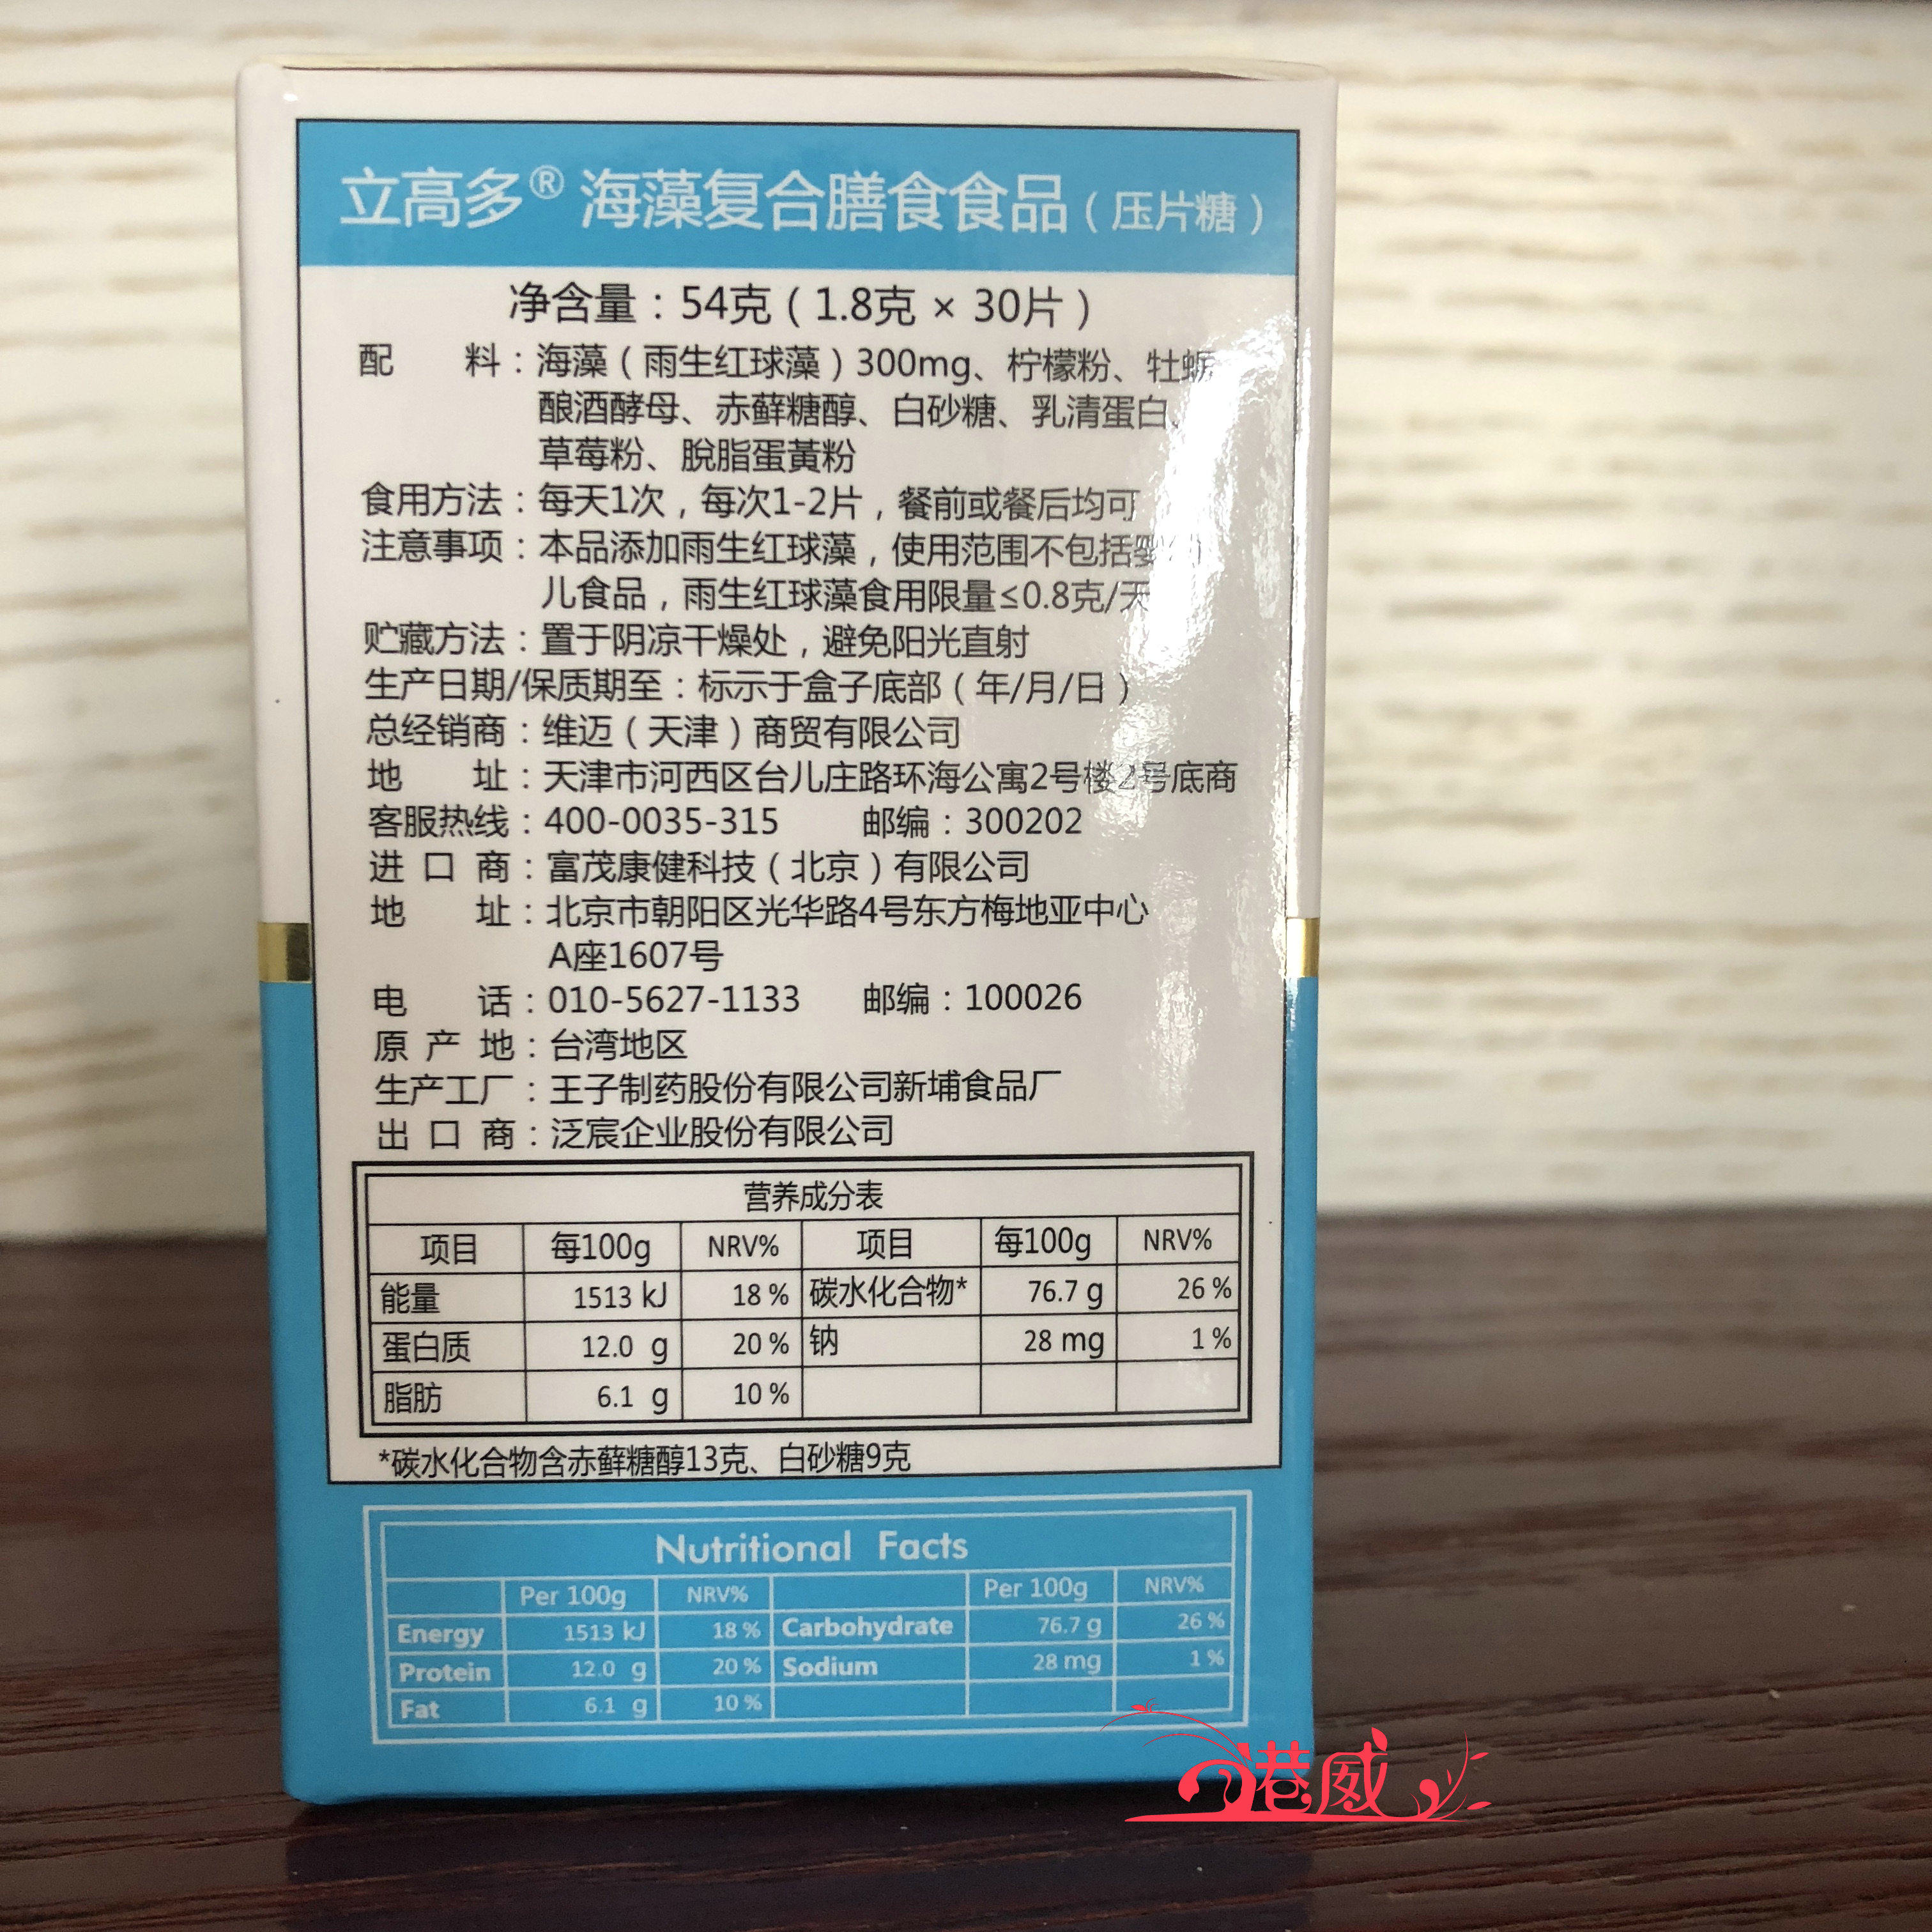 立高多® 海藻复合膳食食品（压片糖）
净含量：54克（1.8克 × 30片）
配 料：海藻（雨生红球藻）300mg、柠檬粉、牡蛎
酿酒酵母、赤藓糖醇、白砂糖、乳清蛋白、
草莓粉、脱脂蛋黄粉
食用方法：每天1次，每次1-2片，餐前或餐后均可
注意事项：本品添加雨生红球藻，使用范围不包括婴
儿食品，雨生红球藻食用限量≤0.8克/天
贮藏方法：置于阴凉干燥处，避免阳光直射
生产日期/保质期至：标示于盒子底部（年/月/日）
总经销商：维迈（天津）商贸有限公司
地 址：天津市河西区台儿庄路环海公寓2号楼2号底商
客服热线：400-0035-315 邮编：300202
进口商：富茂康健科技（北京）有限公司
地 址：北京市朝阳区光华路4号东方梅地亚中心
A座1607号
电 话：010-5627-1133 邮编：100026
原产地：台湾地区
生产工厂：王子制药股份有限公司新埔食品厂
出口商：泛宸企业股份有限公司
营养成分表
项目 每100g NRV% 项目 每100g NRV%
能量 1513 kJ 18 % 碳水化合物* 76.7 g 26 %
蛋白质 12.0 g 20 % 钠 28 mg 1 %
脂肪 6.1 g 10 %
*碳水化合物含赤藓糖醇13克、白砂糖9克
Nutritional Facts
Per 100g NRV% Per 100g NRV%
Energy 1513 kJ 18 % Carbohydrate 76.7 g 26 %
Protein 12.0 g 20 % Sodium 28 mg 1 %
Fat 6.1 g 10 %
港威